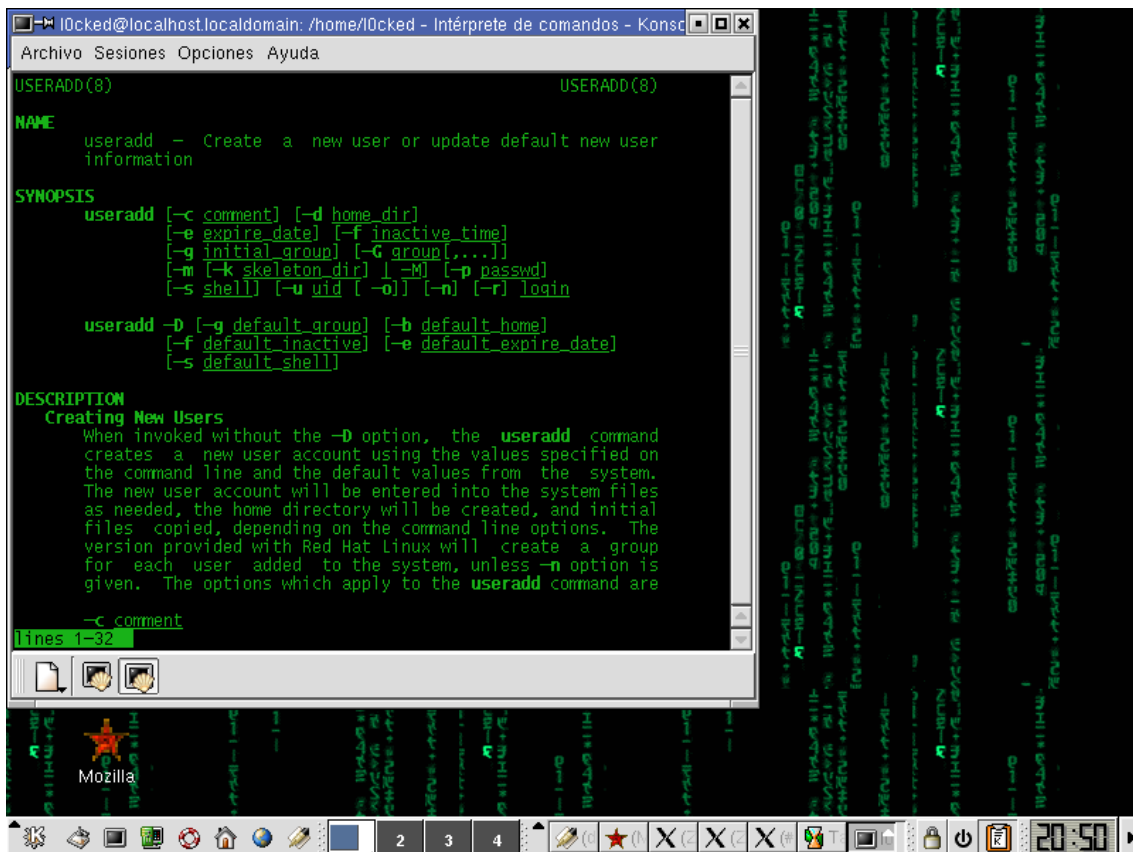 l0cked@localhost.localdomain: /home/l0cked - Intérprete de comandos - Konso
Archivo Sesiones Opciones Ayuda
USERADD(8) USERADD(8)
NAME
useradd - Create a new user or update default new user
information
SYNOPSIS
useradd [-c comment] [-d home_dir]
[-e expire_date] [-f inactive_time]
[-g initial_group] [-G group[,...]]
[-m [-k skeleton_dir] | -M] [-p passwd]
[-s shell] [-u uid [ -o]] [-n] [-r] login
useradd -D [-g default_group] [-b default_home]
[-f default_inactive] [-e default_expire_date]
[-s default_shell]
DESCRIPTION
Creating New Users
When invoked without the -D option, the useradd command
creates a new user account using the values specified on
the command line and the default values from the system.
The new user account will be entered into the system files
as needed, the home directory will be created, and initial
files copied, depending on the command line options. The
version provided with Red Hat Linux will create a group
for each user added to the system, unless -n option is
given. The options which apply to the useradd command are
-c comment
lines 1-32
Mozilla
2 3 4 20:50